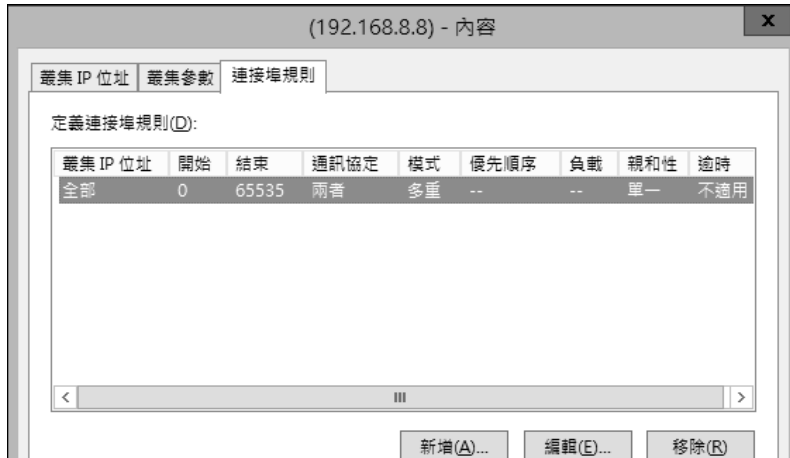 (192.168.8.8) - 內容
x
叢集 IP 位址 叢集參數 連接埠規則
定義連接埠規則(D):
叢集 IP 位址 開始 結束 通訊協定 模式 優先順序 負載 親和性 逾時
全部 0 65535 兩者 多重 -- -- 單一 不適用
新增(A)... 編輯(E)... 移除(R)